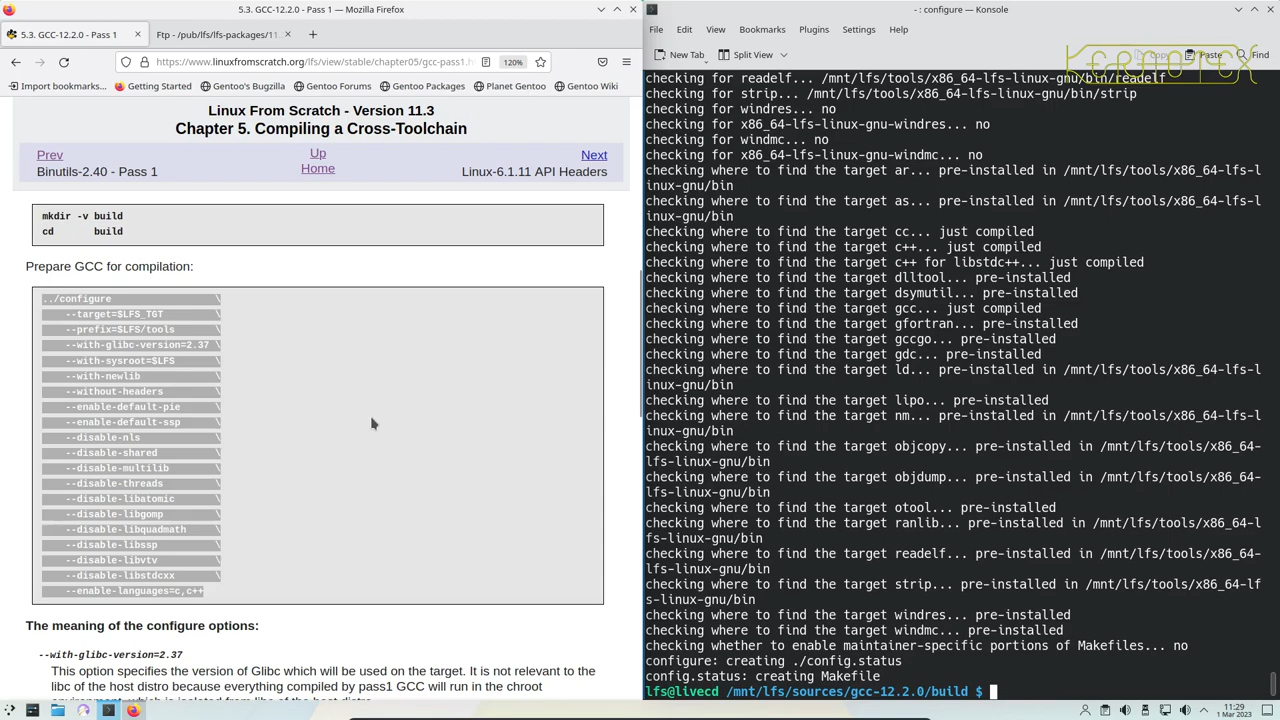 5.3. GCC-12.2.0 - Pass 1 — Mozilla Firefox
5.3. GCC-12.2.0 - Pass 1
Ftp - /pub/lfs/lfs-packages/11.
https://www.linuxfromscratch.org/lfs/view/stable/chapter05/gcc-pass1.h
120%
Import bookmarks...
Getting Started
Gentoo's Bugzilla
Gentoo Forums
Gentoo Packages
Planet Gentoo
Gentoo Wiki
Linux From Scratch - Version 11.3
Chapter 5. Compiling a Cross-Toolchain
Prev
Up
Next
Binutils-2.40 - Pass 1
Home
Linux-6.1.11 API Headers
mkdir -v build
cd       build
Prepare GCC for compilation:
../configure                  \
    --target=$LFS_TGT         \
    --prefix=$LFS/tools       \
    --with-glibc-version=2.37 \
    --with-sysroot=$LFS       \
    --with-newlib             \
    --without-headers         \
    --enable-default-pie      \
    --enable-default-ssp      \
    --disable-nls             \
    --disable-shared          \
    --disable-multilib        \
    --disable-threads         \
    --disable-libatomic       \
    --disable-libgomp         \
    --disable-libquadmath     \
    --disable-libssp          \
    --disable-libvtv          \
    --disable-libstdcxx       \
    --enable-languages=c,c++
The meaning of the configure options:
--with-glibc-version=2.37
This option specifies the version of Glibc which will be used on the target. It is not relevant to the
libc of the host distro because everything compiled by pass1 GCC will run in the chroot
environment, which is isolated from libc of the host distro.
- : configure — Konsole
File Edit View Bookmarks Plugins Settings Help
New Tab
Split View
Copy
Paste
Find
KERNOTEX
checking for readelf... /mnt/lfs/tools/x86_64-lfs-linux-gnu/bin/readelf
checking for strip... /mnt/lfs/tools/x86_64-lfs-linux-gnu/bin/strip
checking for windres... no
checking for x86_64-lfs-linux-gnu-windres... no
checking for windmc... no
checking for x86_64-lfs-linux-gnu-windmc... no
checking where to find the target ar... pre-installed in /mnt/lfs/tools/x86_64-lfs-l
inux-gnu/bin
checking where to find the target as... pre-installed in /mnt/lfs/tools/x86_64-lfs-l
inux-gnu/bin
checking where to find the target cc... just compiled
checking where to find the target c++... just compiled
checking where to find the target c++ for libstdc++... just compiled
checking where to find the target dlltool... pre-installed
checking where to find the target dsymutil... pre-installed
checking where to find the target gcc... just compiled
checking where to find the target gfortran... pre-installed
checking where to find the target gccgo... pre-installed
checking where to find the target gdc... pre-installed
checking where to find the target ld... pre-installed in /mnt/lfs/tools/x86_64-lfs-l
inux-gnu/bin
checking where to find the target lipo... pre-installed
checking where to find the target nm... pre-installed in /mnt/lfs/tools/x86_64-lfs-l
inux-gnu/bin
checking where to find the target objcopy... pre-installed in /mnt/lfs/tools/x86_64-
lfs-linux-gnu/bin
checking where to find the target objdump... pre-installed in /mnt/lfs/tools/x86_64-
lfs-linux-gnu/bin
checking where to find the target otool... pre-installed
checking where to find the target ranlib... pre-installed in /mnt/lfs/tools/x86_64-l
fs-linux-gnu/bin
checking where to find the target readelf... pre-installed in /mnt/lfs/tools/x86_64-l
fs-linux-gnu/bin
checking where to find the target strip... pre-installed in /mnt/lfs/tools/x86_64-lf
s-linux-gnu/bin
checking where to find the target windres... pre-installed
checking where to find the target windmc... pre-installed
checking whether to enable maintainer-specific portions of Makefiles... no
configure: creating ./config.status
config.status: creating Makefile
lfs@livecd /mnt/lfs/sources/gcc-12.2.0/build $
11:29
1 Mar 2023